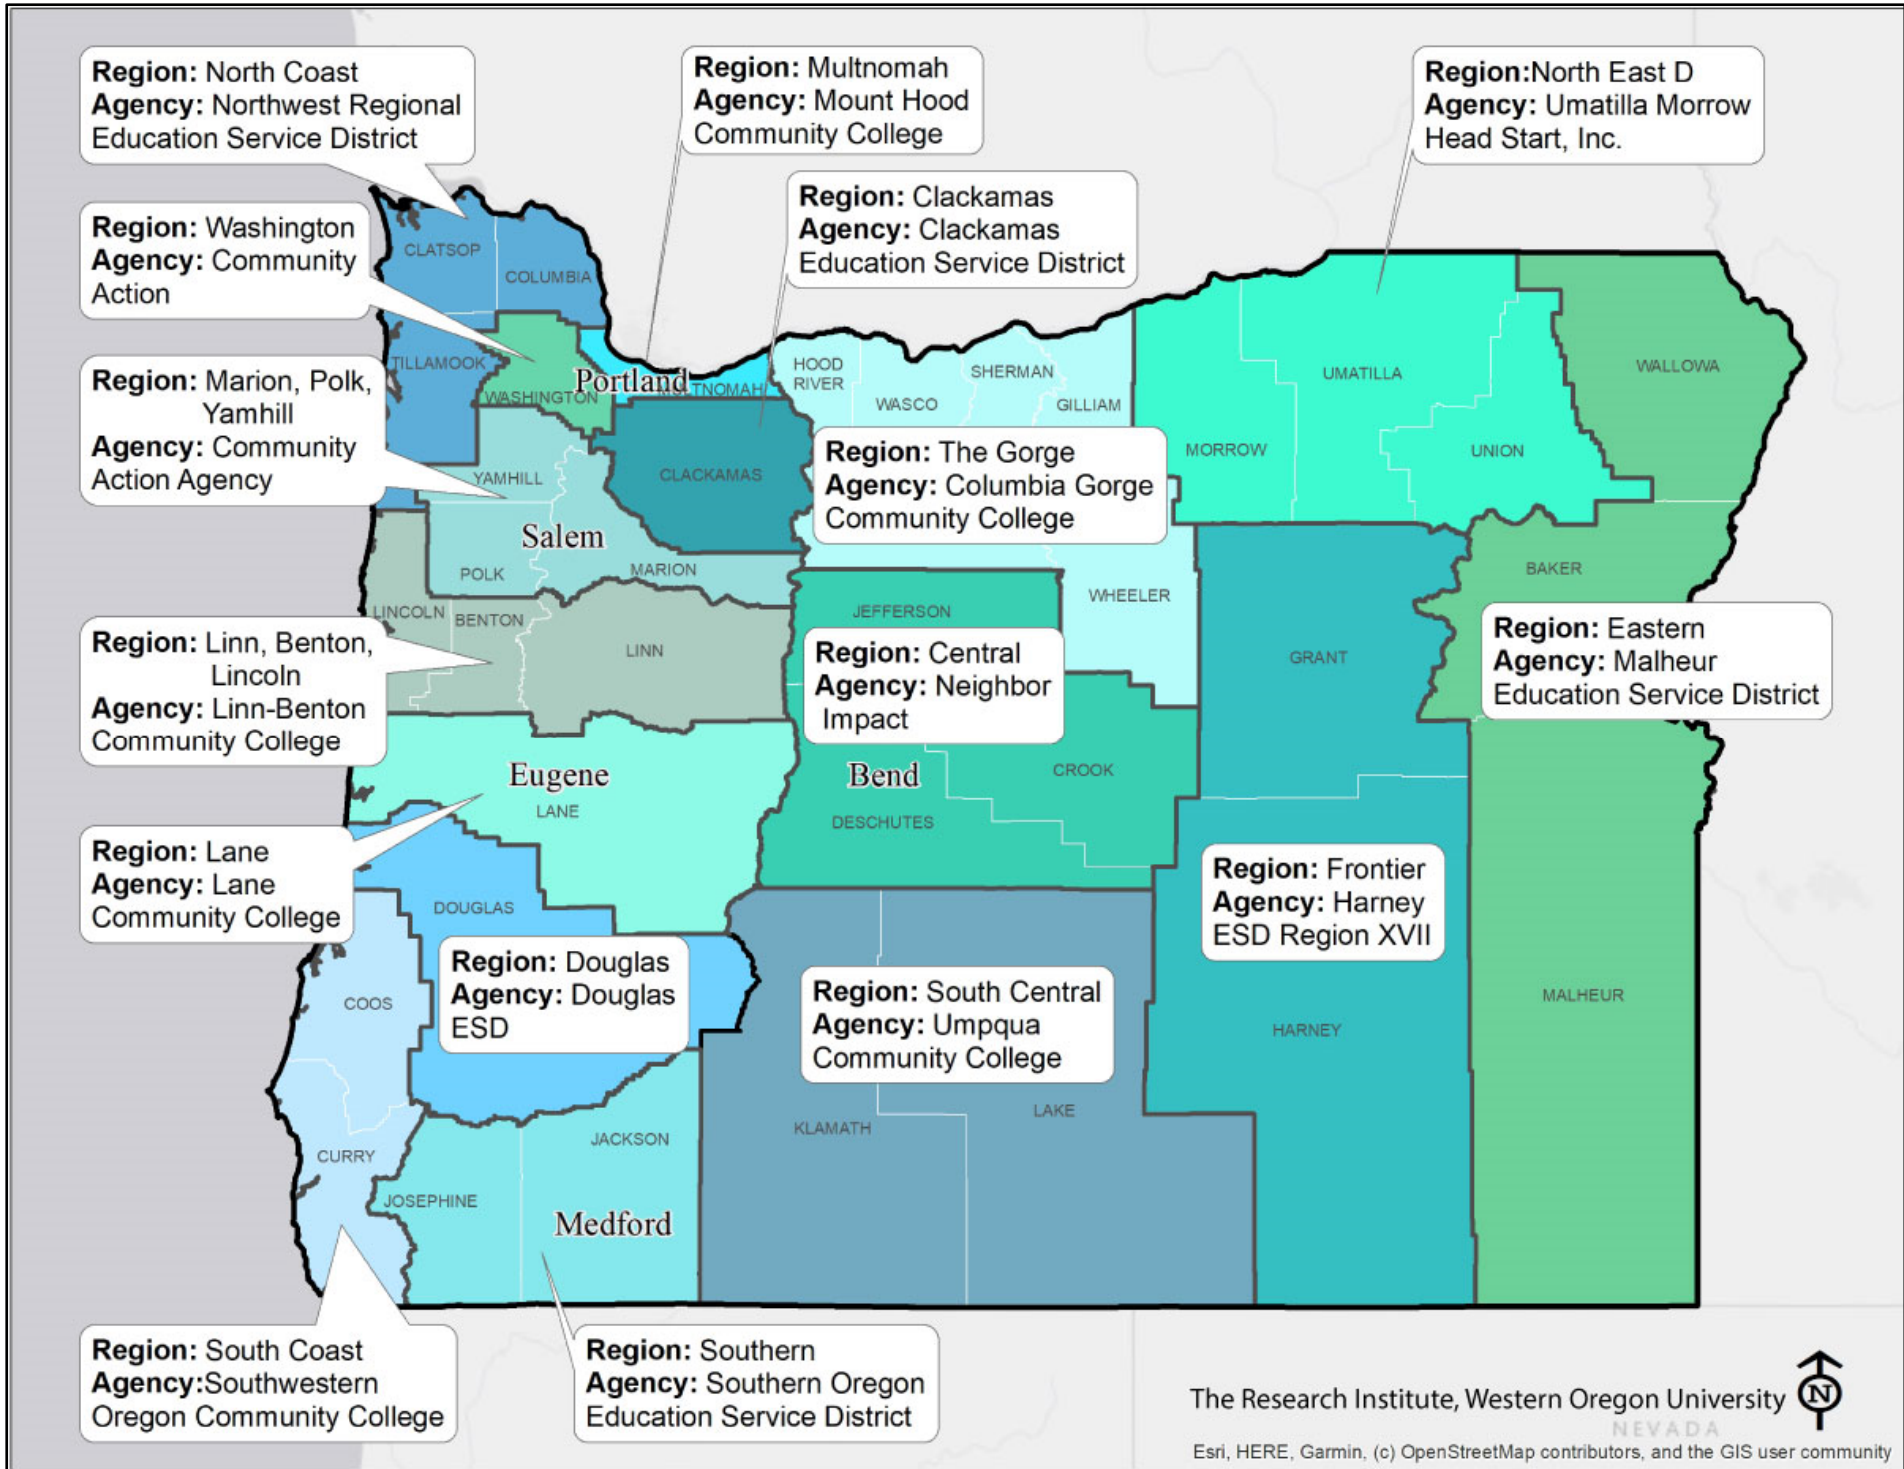 Region: North Coast
Agency: Northwest Regional
Education Service District
Region: Multnomah
Agency: Mount Hood
Community College
Region:North East D
Agency: Umatilla Morrow
Head Start, Inc.
Region: Clackamas
Agency: Clackamas
Education Service District
Region: Washington
Agency: Community
Action
Region: Marion, Polk,
Yamhill
Agency: Community
Action Agency
Region: The Gorge
Agency: Columbia Gorge
Community College
Region: Linn, Benton,
Lincoln
Agency: Linn-Benton
Community College
Region: Central
Agency: Neighbor
Impact
Region: Eastern
Agency: Malheur
Education Service District
Region: Lane
Agency: Lane
Community College
Region: Frontier
Agency: Harney
ESD Region XVII
Region: Douglas
Agency: Douglas
ESD
Region: South Central
Agency: Umpqua
Community College
Region: South Coast
Agency:Southwestern
Oregon Community College
Region: Southern
Agency: Southern Oregon
Education Service District
CLATSOP
COLUMBIA
TILLAMOOK
WASHINGTON
Portland
TNOMAH
HOOD
RIVER
WASCO
SHERMAN
GILLIAM
MORROW
UMATILLA
UNION
WALLOWA
YAMHILL
CLACKAMAS
Salem
POLK
MARION
LINCOLN
BENTON
LINN
JEFFERSON
WHEELER
GRANT
BAKER
Eugene
LANE
Bend
CROOK
DESCHUTES
DOUGLAS
COOS
CURRY
JOSEPHINE
JACKSON
Medford
KLAMATH
LAKE
HARNEY
MALHEUR
The Research Institute, Western Oregon University
N
NEVADA
Esri, HERE, Garmin, (c) OpenStreetMap contributors, and the GIS user community